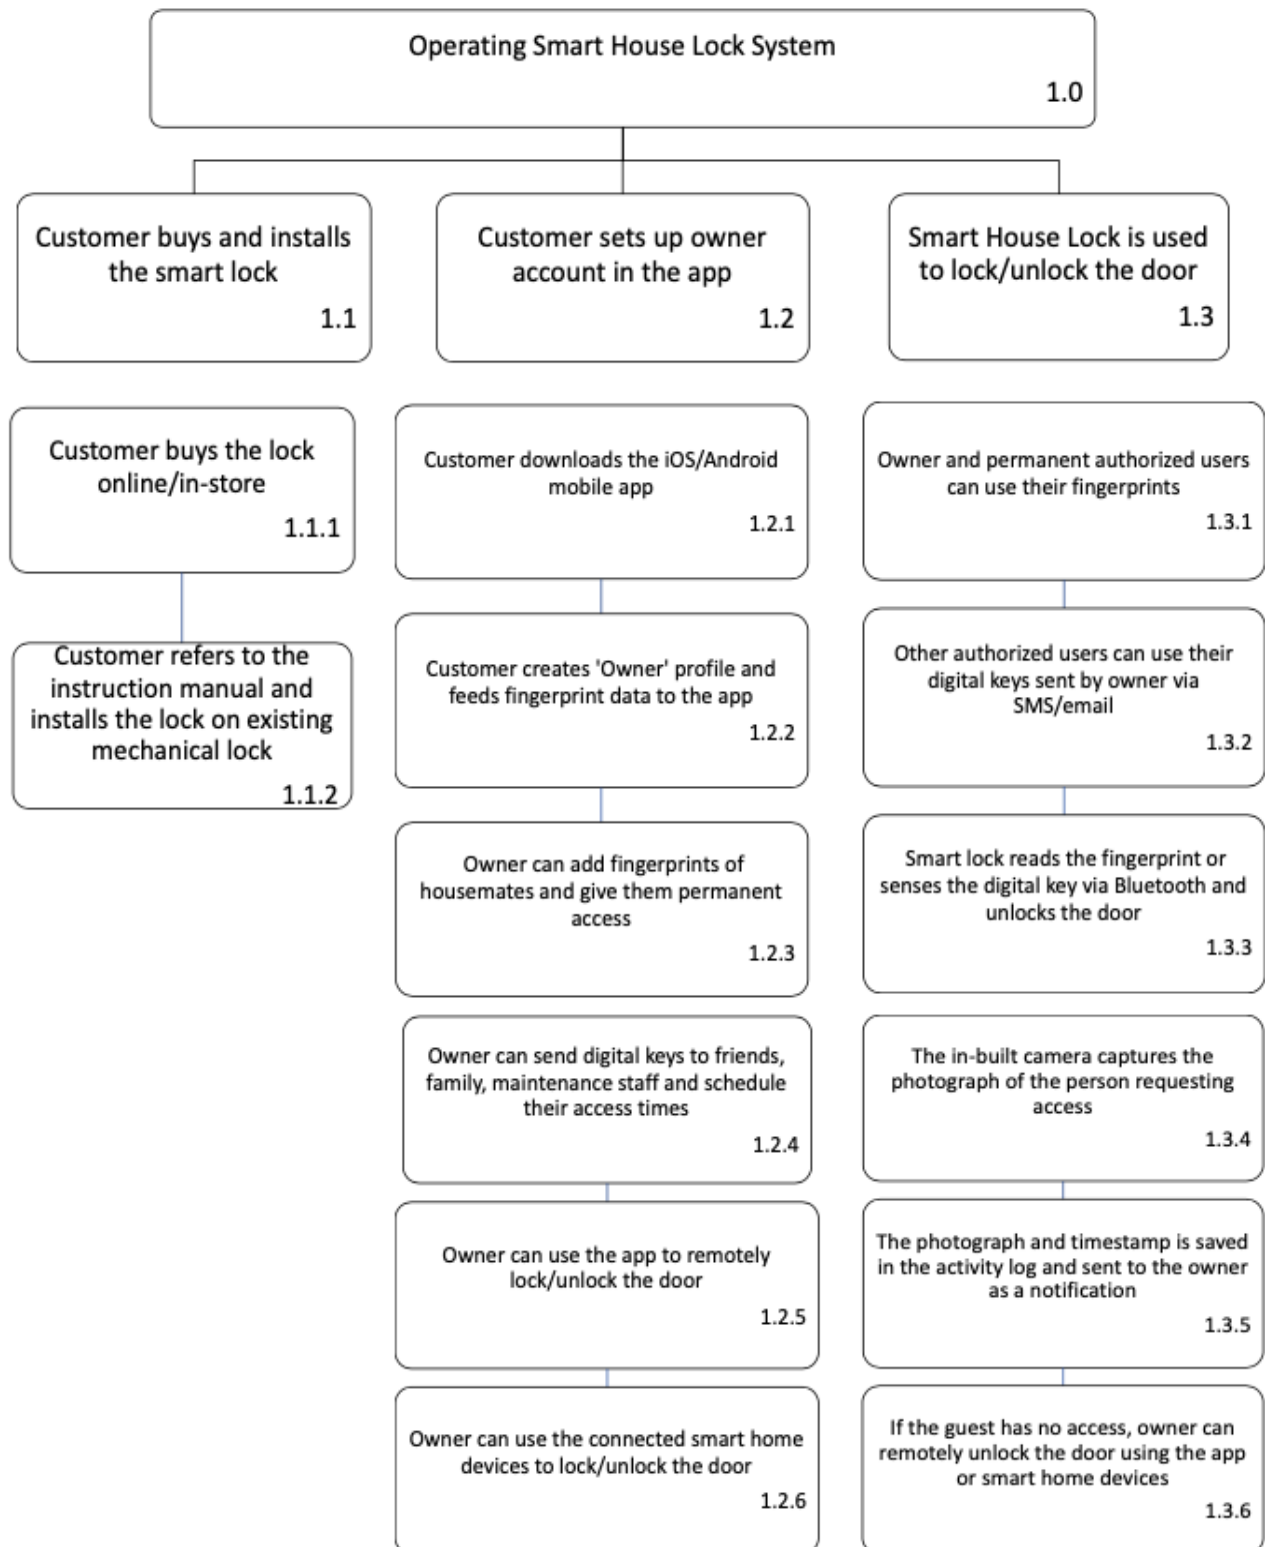 Operating Smart House Lock System
1.0
Customer buys and installs
the smart lock
1.1
Customer sets up owner
account in the app
1.2
Smart House Lock is used
to lock/unlock the door
1.3
Customer buys the lock
online/in-store
1.1.1
Customer refers to the
instruction manual and
installs the lock on existing
mechanical lock
1.1.2
Customer downloads the iOS/Android
mobile app
1.2.1
Customer creates 'Owner' profile and
feeds fingerprint data to the app
1.2.2
Owner can add fingerprints of
housemates and give them permanent
access
1.2.3
Owner can send digital keys to friends,
family, maintenance staff and schedule
their access times
1.2.4
Owner can use the app to remotely
lock/unlock the door
1.2.5
Owner can use the connected smart home
devices to lock/unlock the door
1.2.6
Owner and permanent authorized users
can use their fingerprints
1.3.1
Other authorized users can use their
digital keys sent by owner via
SMS/email
1.3.2
Smart lock reads the fingerprint or
senses the digital key via Bluetooth and
unlocks the door
1.3.3
The in-built camera captures the
photograph of the person requesting
access
1.3.4
The photograph and timestamp is saved
in the activity log and sent to the owner
as a notification
1.3.5
If the guest has no access, owner can
remotely unlock the door using the app
or smart home devices
1.3.6